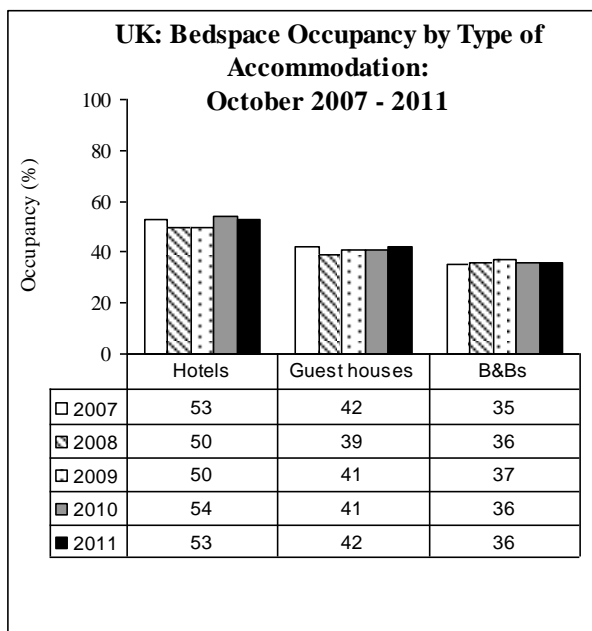 UK: Bedspace Occupancy by Type of
Accommodation:
October 2007 - 2011
Occupancy (%)
100
80
60
40
20
0
Hotels Guest houses B&Bs
2007 53 42 35
2008 50 39 36
2009 50 41 37
2010 54 41 36
2011 53 42 36